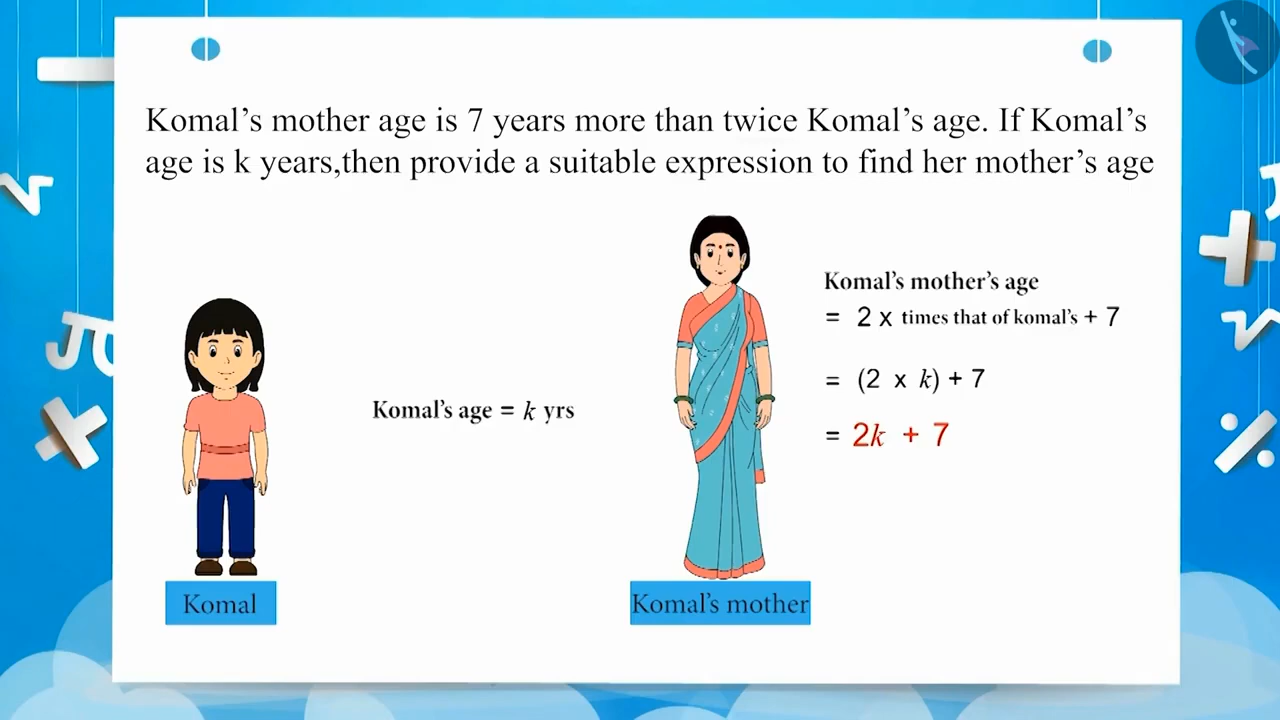 Komal’s mother age is 7 years more than twice Komal’s age. If Komal’s
age is k years,then provide a suitable expression to find her mother’s age
Komal’s mother’s age
= 2 x times that of komal’s + 7
= (2 x k) + 7
Komal’s age = k yrs
= 2k + 7
Komal
Komal’s mother